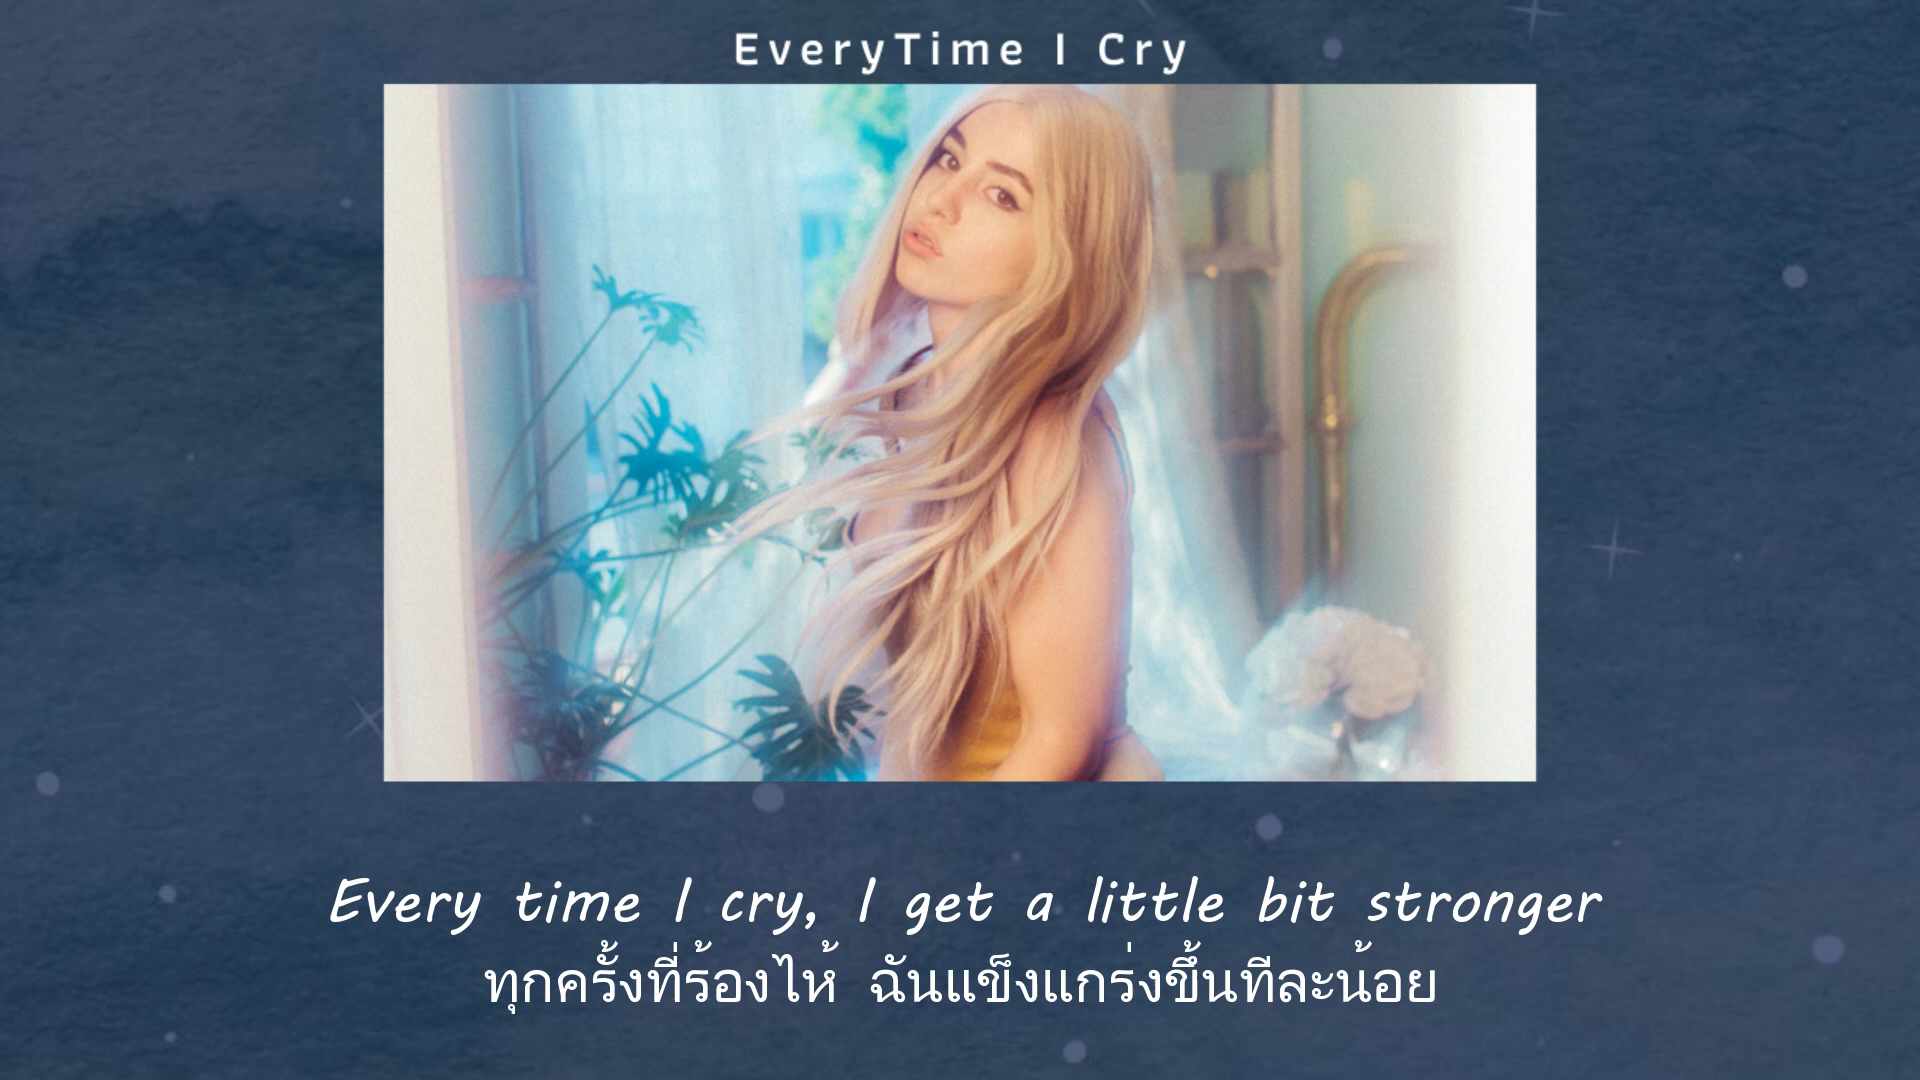 EveryTime I Cry
Every time I cry, I get a little bit stronger
ทุกครั้งที่ร้องไห้ ฉันแข็งแกร่งขึ้นทีละน้อย